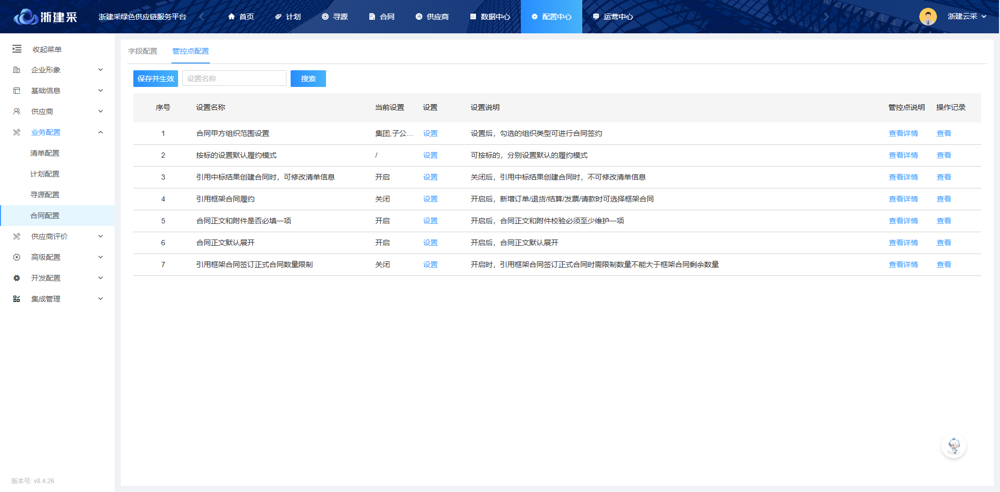 浙建采 浙建采绿色供应链服务平台 首页 计划 寻源 合同 供应商 数据中心 配置中心 运营中心 浙建云采
收起菜单
企业形象
基础信息
供应商
业务配置
清单配置
计划配置
寻源配置
合同配置
供应商评价
高级配置
开发配置
集成管理
版本号: v8.4.26
字段配置 管控点配置
保存并生效 设置名称 搜索
序号 设置名称 当前设置 设置 设置说明 管控点说明 操作记录
1 合同甲方组织范围设置 集团,子公... 设置 设置后，勾选的组织类型可进行合同签约 查看详情 查看
2 按标的设置默认履约模式 / 设置 可按标的，分别设置默认的履约模式 查看详情 查看
3 引用中标结果创建合同时，可修改清单信息 开启 设置 关闭后，引用中标结果创建合同时，不可修改清单信息 查看详情 查看
4 引用框架合同履约 关闭 设置 开启后，新增订单/退货/结算/发票/请款时可选择框架合同 查看详情 查看
5 合同正文和附件是否必填一项 开启 设置 开启后，合同正文和附件校验必须至少维护一项 查看详情 查看
6 合同正文默认展开 开启 设置 开启后，合同正文默认展开 查看详情 查看
7 引用框架合同签订正式合同数量限制 关闭 设置 开启时，引用框架合同签订正式合同时需限制数量不能大于框架合同剩余数量 查看详情 查看